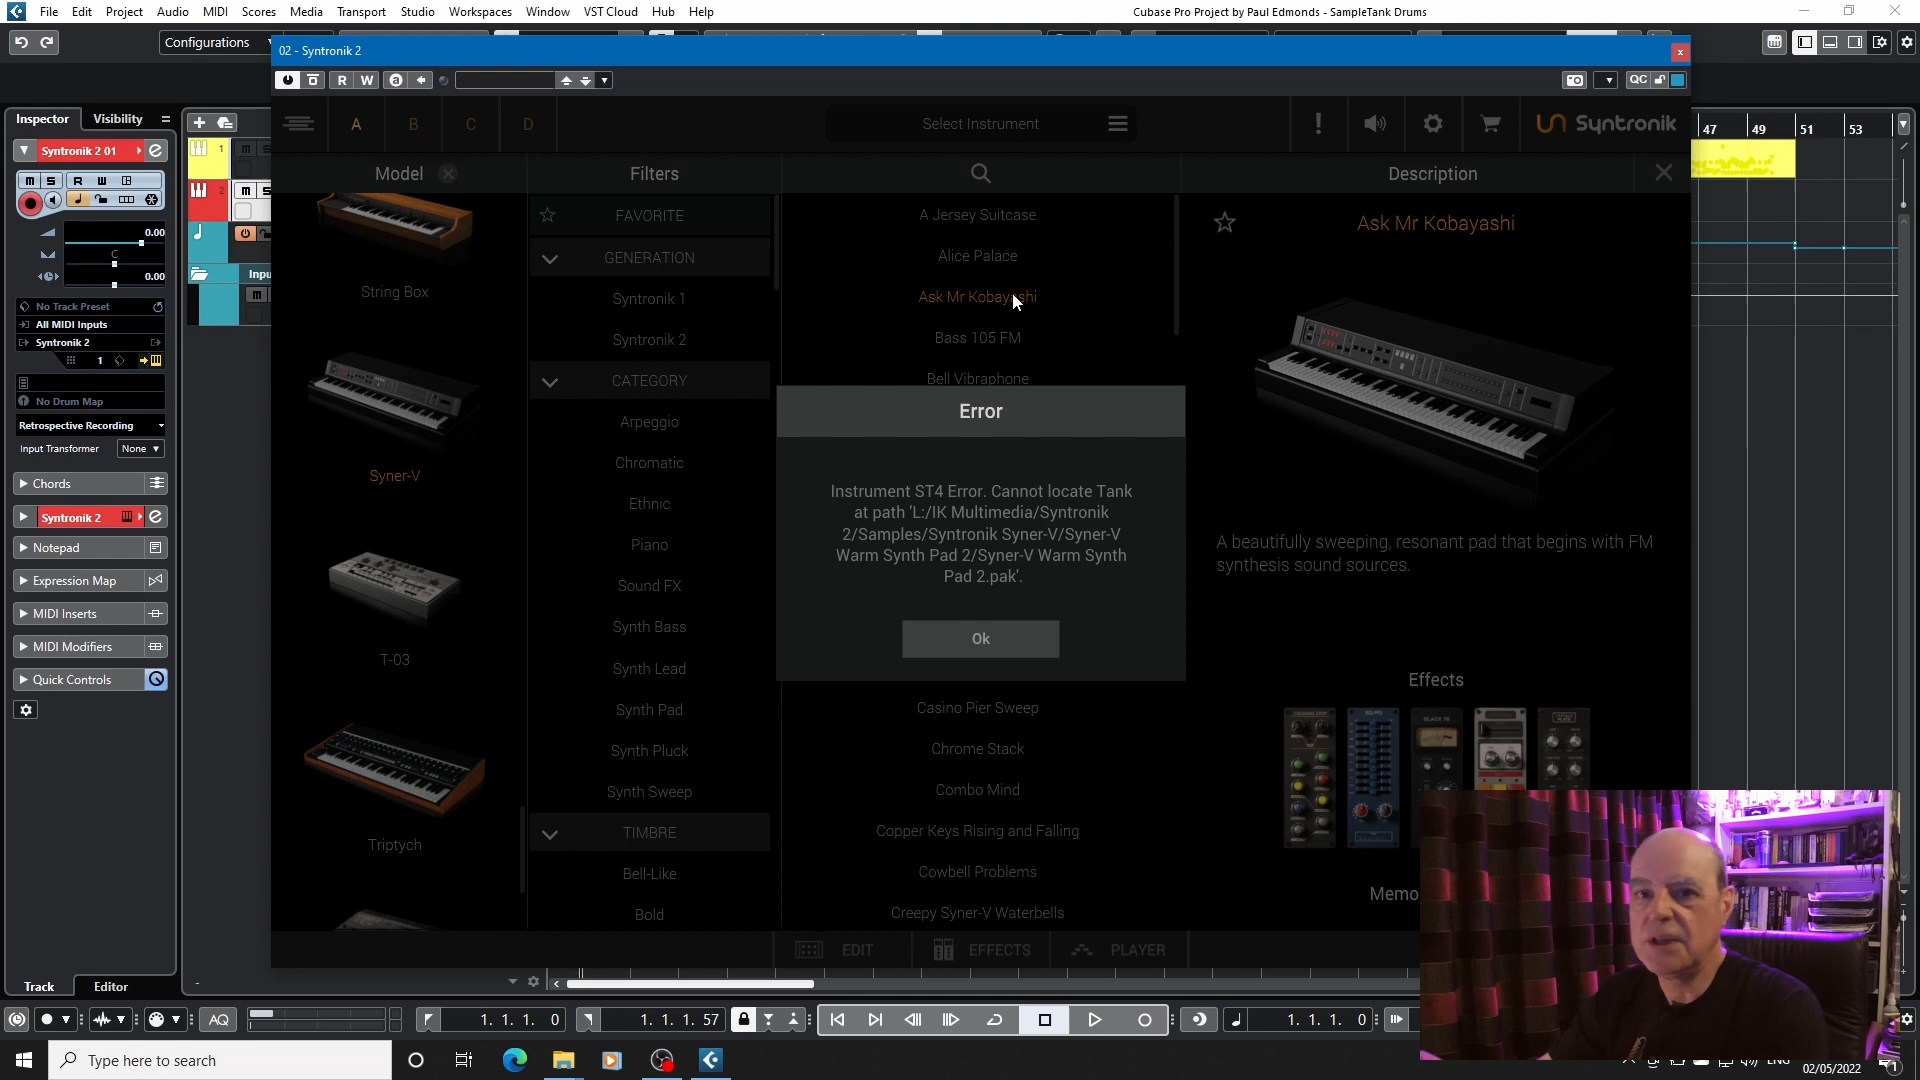 File Edit Project Audio MIDI Scores Media Transport Studio Workspaces Window VST Cloud Hub Help
Cubase Pro Project by Paul Edmonds - SampleTank Drums
Configurations
02 - Syntronik 2
R W a QC
Inspector Visibility
A B C D
Select Instrument
Syntronik
47 49 51 53
Syntronik 2 01
m S R W
0.00
C
0.00
No Track Preset
All MIDI Inputs
Syntronik 2
1
No Drum Map
Retrospective Recording
Input Transformer None
Chords
Syntronik 2
Notepad
Expression Map
MIDI Inserts
MIDI Modifiers
Quick Controls
1
m S
2
m S
Inpu
m
Model
String Box
Syner-V
T-03
Triptych
Filters
FAVORITE
GENERATION
Syntronik 1
Syntronik 2
CATEGORY
Arpeggio
Chromatic
Ethnic
Piano
Sound FX
Synth Bass
Synth Lead
Synth Pad
Synth Pluck
Synth Sweep
TIMBRE
Bell-Like
Bold
A Jersey Suitcase
Alice Palace
Ask Mr Kobayashi
Bass 105 FM
Bell Vibraphone
Error
Instrument ST4 Error. Cannot locate Tank
at path 'L:/IK Multimedia/Syntronik
2/Samples/Syntronik Syner-V/Syner-V
Warm Synth Pad 2/Syner-V Warm Synth
Pad 2.pak'.
Ok
Casino Pier Sweep
Chrome Stack
Combo Mind
Copper Keys Rising and Falling
Cowbell Problems
Creepy Syner-V Waterbells
Description
Ask Mr Kobayashi
A beautifully sweeping, resonant pad that begins with FM
synthesis sound sources.
Effects
BLACK 76
Memo
EDIT EFFECTS PLAYER
Track Editor
AQ
1. 1. 1. 0
1. 1. 1. 57
1. 1. 1. 0
Type here to search
ENG
02/05/2022
1